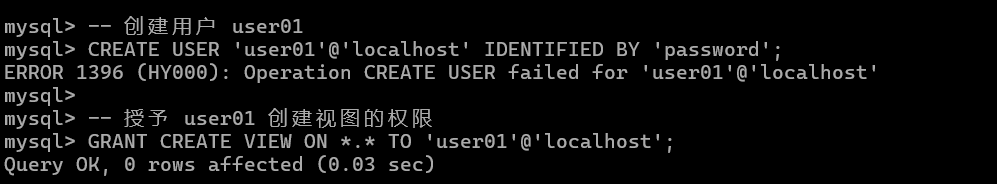 mysql> -- 创建用户 user01
mysql> CREATE USER 'user01'@'localhost' IDENTIFIED BY 'password';
ERROR 1396 (HY000): Operation CREATE USER failed for 'user01'@'localhost'
mysql>
mysql> -- 授予 user01 创建视图的权限
mysql> GRANT CREATE VIEW ON *.* TO 'user01'@'localhost';
Query OK, 0 rows affected (0.03 sec)